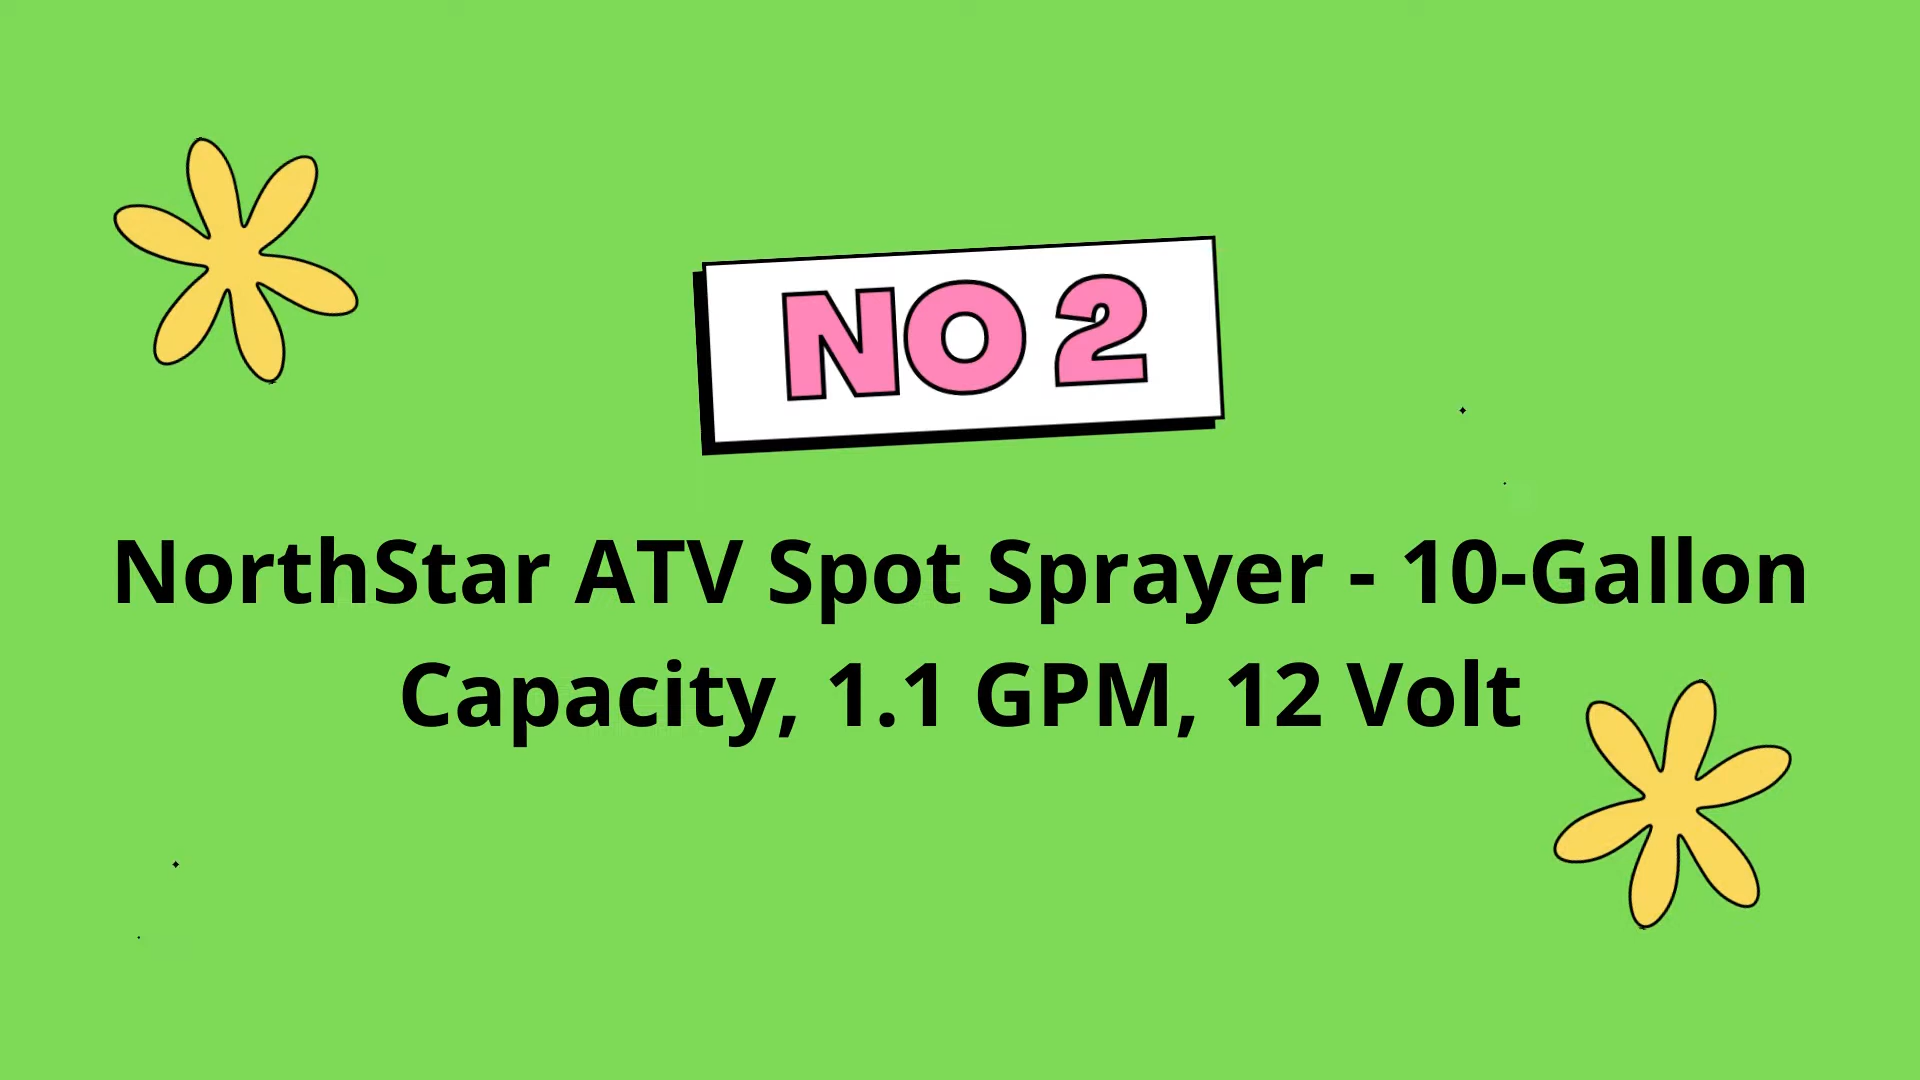 NO 2
NorthStar ATV Spot Sprayer - 10-Gallon
Capacity, 1.1 GPM, 12 Volt